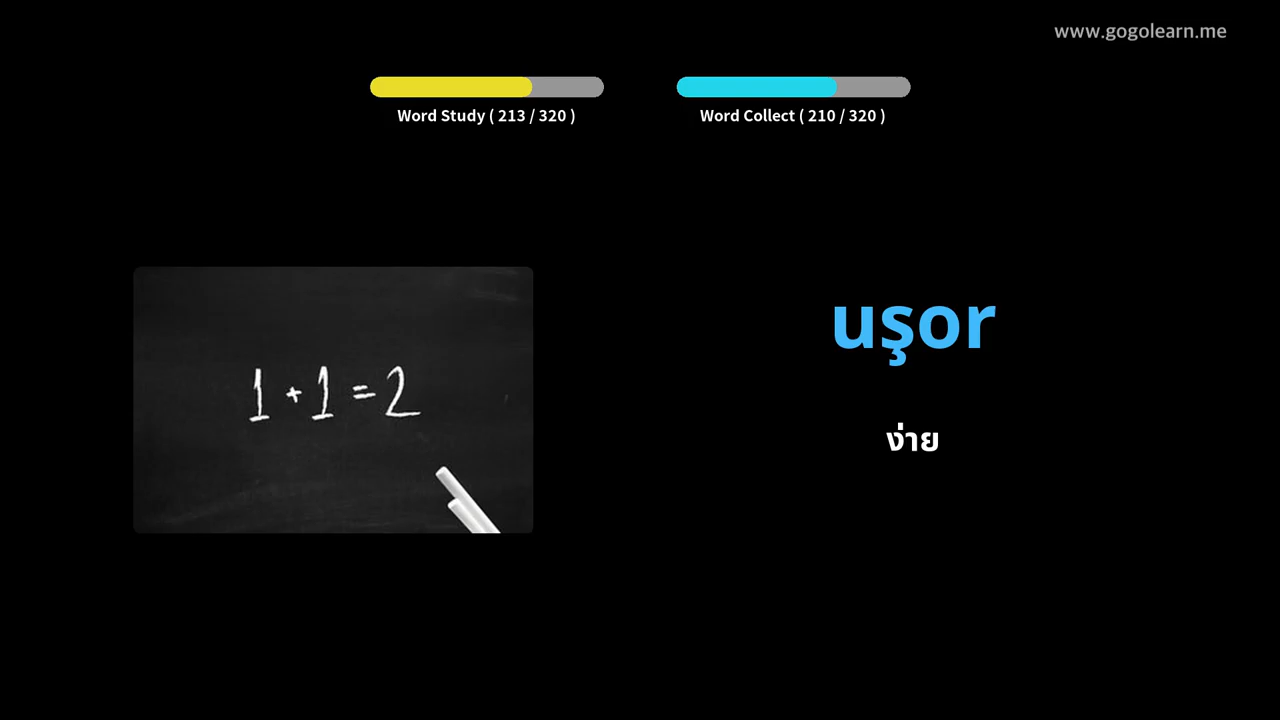 www.gogolearn.me
Word Study ( 213 / 320 )
Word Collect ( 210 / 320 )
1 + 1 = 2
uşor
ง่าย